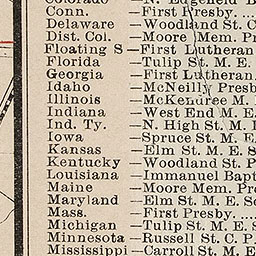 Colorado
Conn. —First Presby. ...
Delaware —Woodland St. C
Dist. Col. —Moore Mem. Pr
Floating S —First Lutheran
Florida —Tulip St. M. E.
Georgia —First Lutheran.
Idaho —McNeilly Presb
Illinois —McKendree M.
Indiana —West End M. E.
Ind. Ty. —N. High St. M. I
Iowa —Spruce St. M. E.
Kansas —Elm St. M. E. S
Kentucky —Woodland St. P
Louisiana —Immanuel Bapt
Maine —Moore Mem. Pre
Maryland —Elm St. M. E. So
Mass. —First Presby. ....
Michigan —Tulip St. M. E. S
Minnesota —Russell St. C. P.
Mississippi —Carroll St. M. E